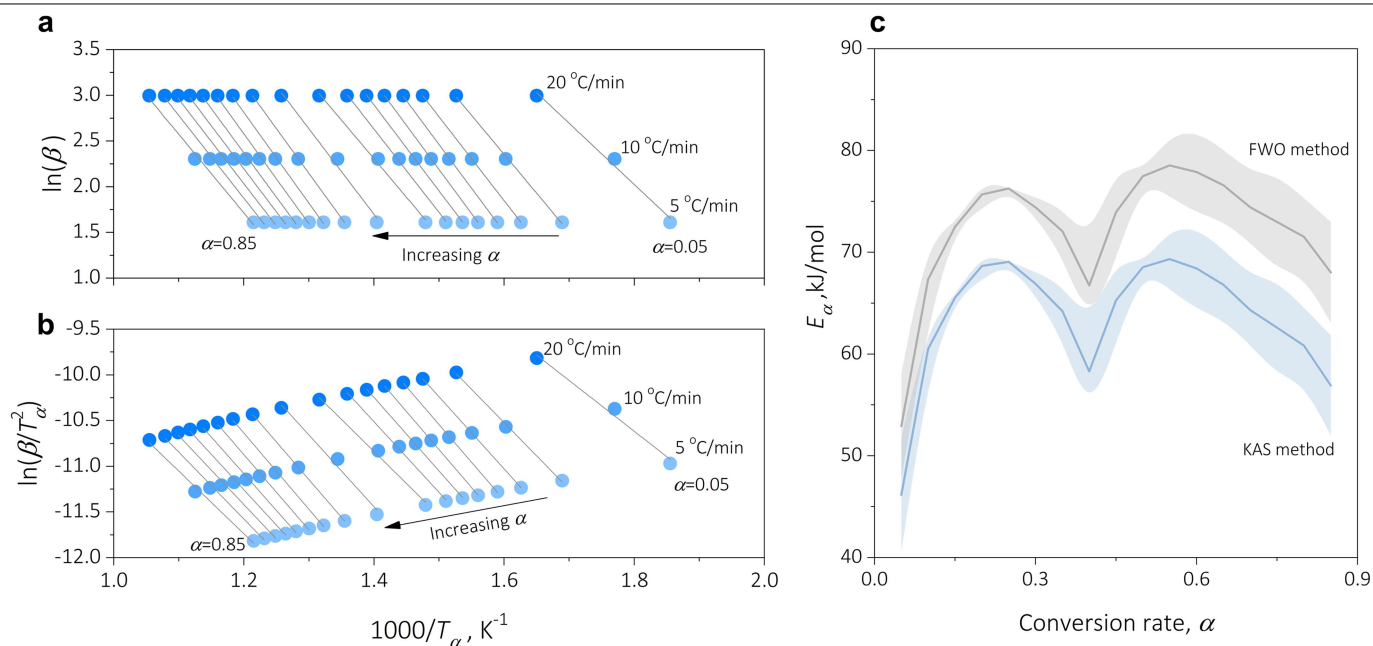 a
3.5
3.0
2.5
2.0
1.5
1.0
ln(β)
20 °C/min
10 °C/min
5 °C/min
α=0.85
Increasing α
α=0.05
b
-9.5
-10.0
-10.5
-11.0
-11.5
-12.0
ln(β/T²α)
20 °C/min
10 °C/min
5 °C/min
α=0.05
Increasing α
α=0.85
1.0 1.2 1.4 1.6 1.8 2.0
1000/Tα, K⁻¹
c
90
80
70
60
50
40
Eα,kJ/mol
FWO method
KAS method
0.0 0.3 0.6 0.9
Conversion rate, α